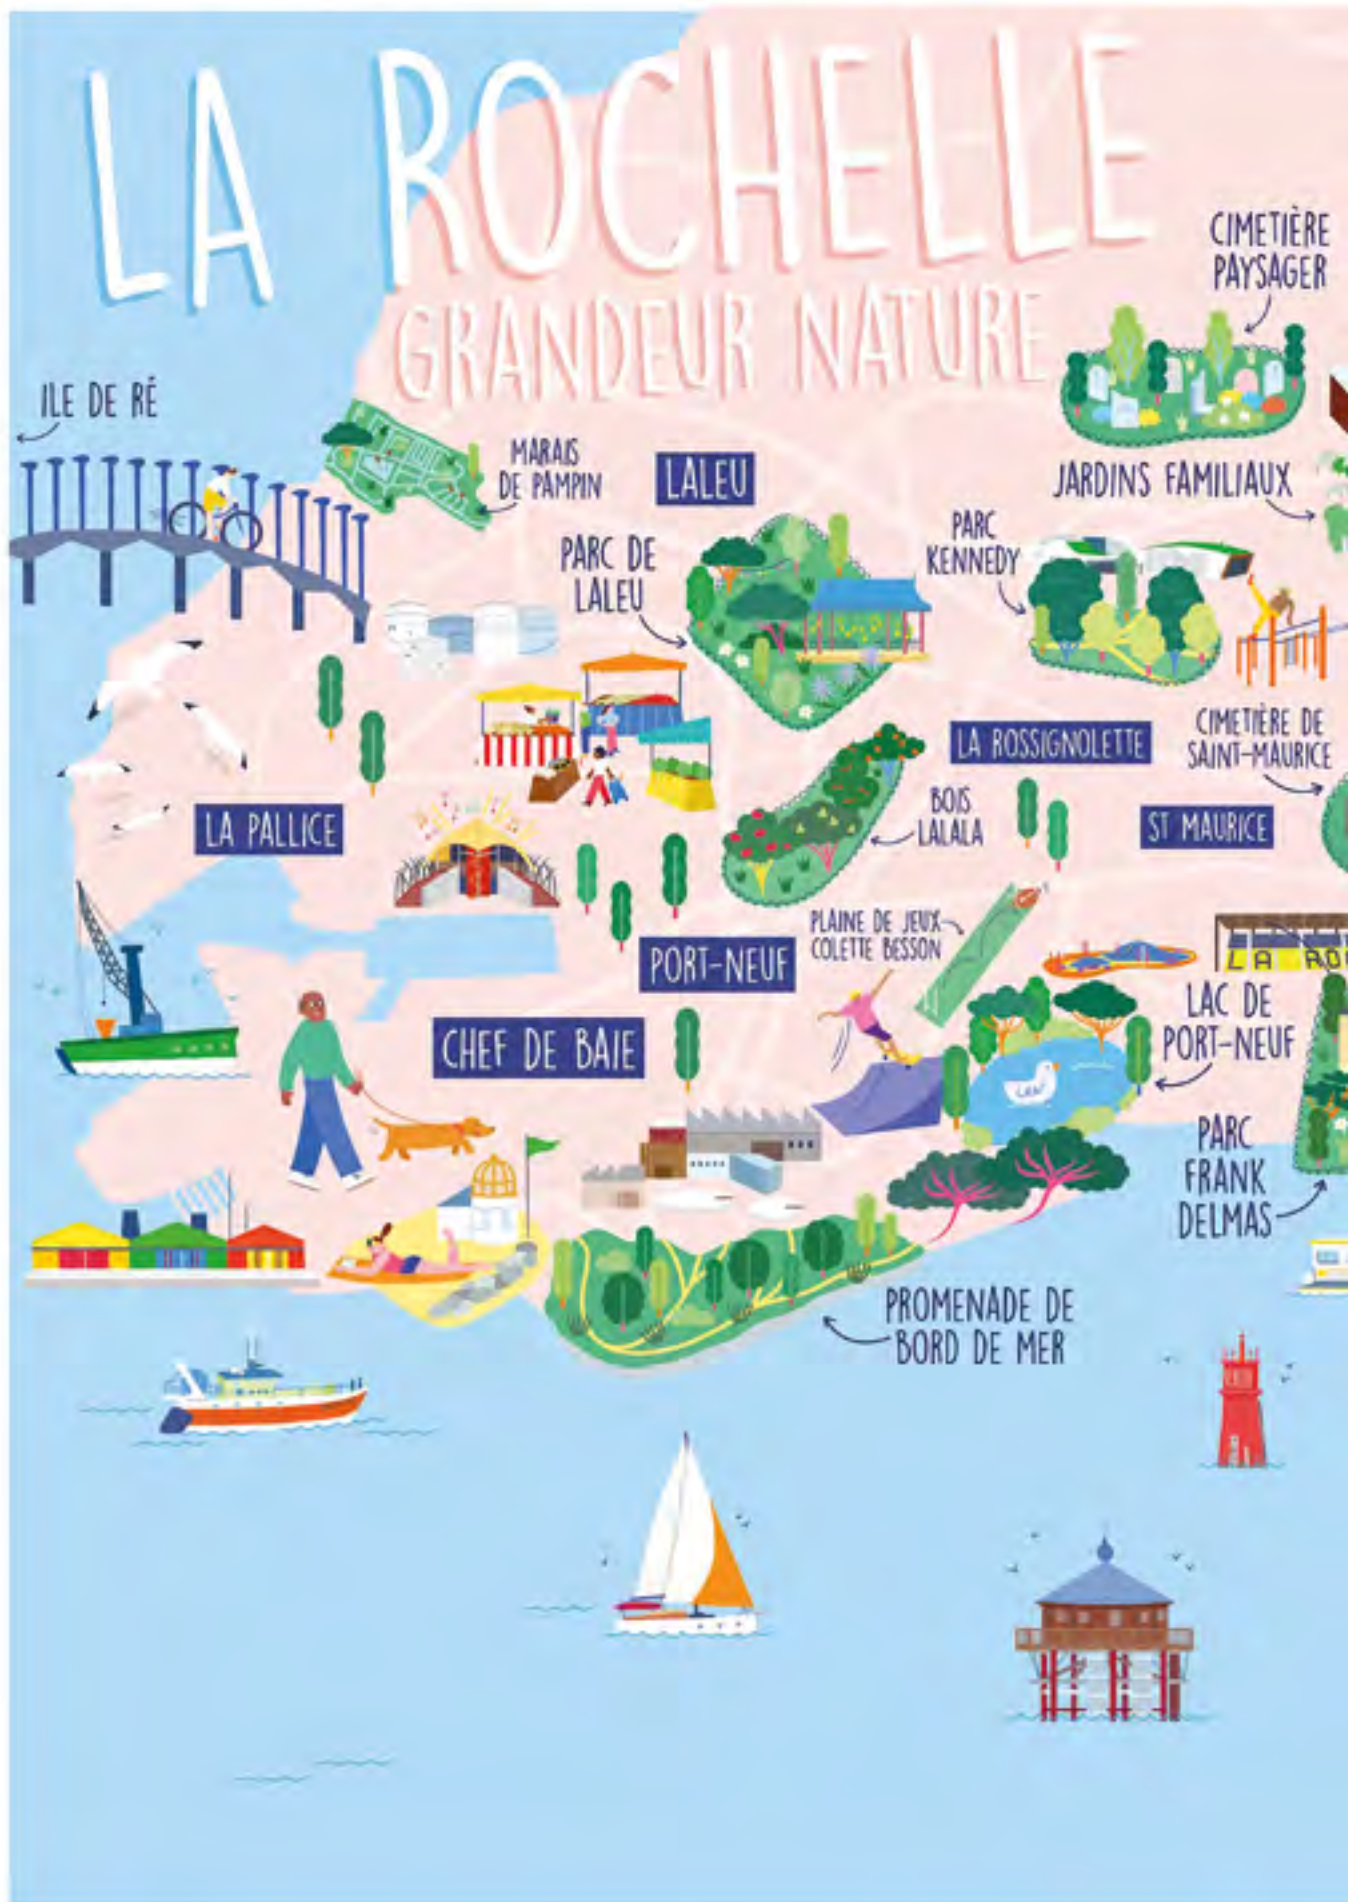 LA ROCHELLE
GRANDEUR NATURE
CIMETIÈRE
PAYSAGER
ILE DE RÉ
MARAIS
DE PAMPIN
LALEU
JARDINS FAMILIAUX
PARC DE
LALEU
PARC
KENNEDY
LA ROSSIGNOLETTE
CIMETIÈRE DE
SAINT-MAURICE
LA PALLICE
BOIS
LALALA
ST MAURICE
PLAINE DE JEUX
COLETTE BESSON
PORT-NEUF
LA RO
CHEF DE BAIE
LAC DE
PORT-NEUF
PARC
FRANK
DELMAS
PROMENADE DE
BORD DE MER